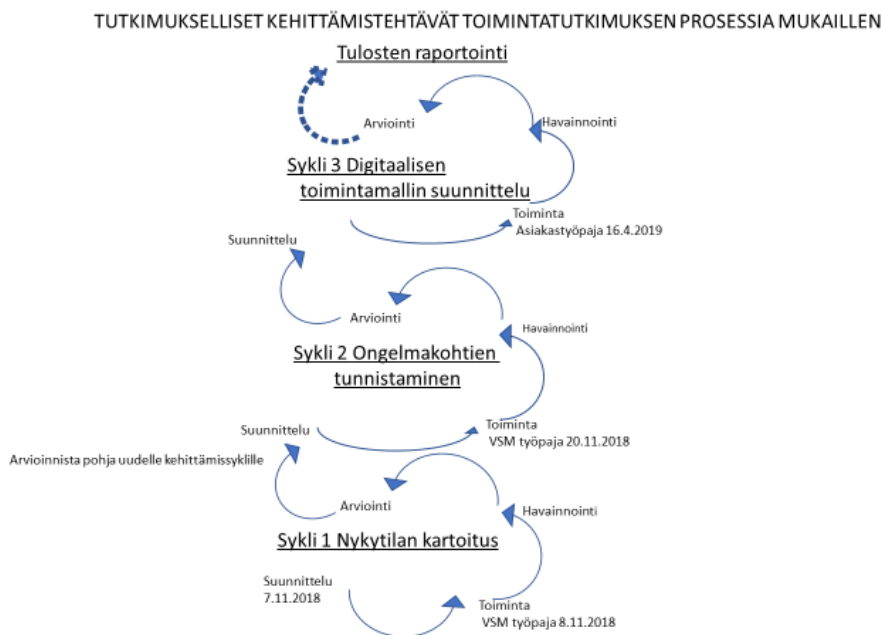 TUTKIMUKSELLISET KEHITTÄMISTEHTÄVÄT TOIMINTATUTKIMUKSEN PROSESSIA MUKAILLEN
Tulosten raportointi
Arviointi
Havainnointi
Sykli 3 Digitaalisen
toimintamallin suunnittelu
Toiminta
Asiakastyöpaja 16.4.2019
Suunnittelu
Arviointi
Havainnointi
Sykli 2 Ongelmakohtien
tunnistaminen
Toiminta
VSM työpaja 20.11.2018
Suunnittelu
Arvioinnista pohja uudelle kehittämissyklille
Arviointi
Havainnointi
Sykli 1 Nykytilan kartoitus
Suunnittelu
7.11.2018
Toiminta
VSM työpaja 8.11.2018